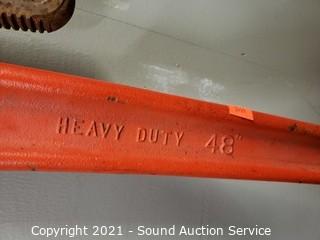 HEAVY DUTY 48"
Copyright 2021 - Sound Auction Service